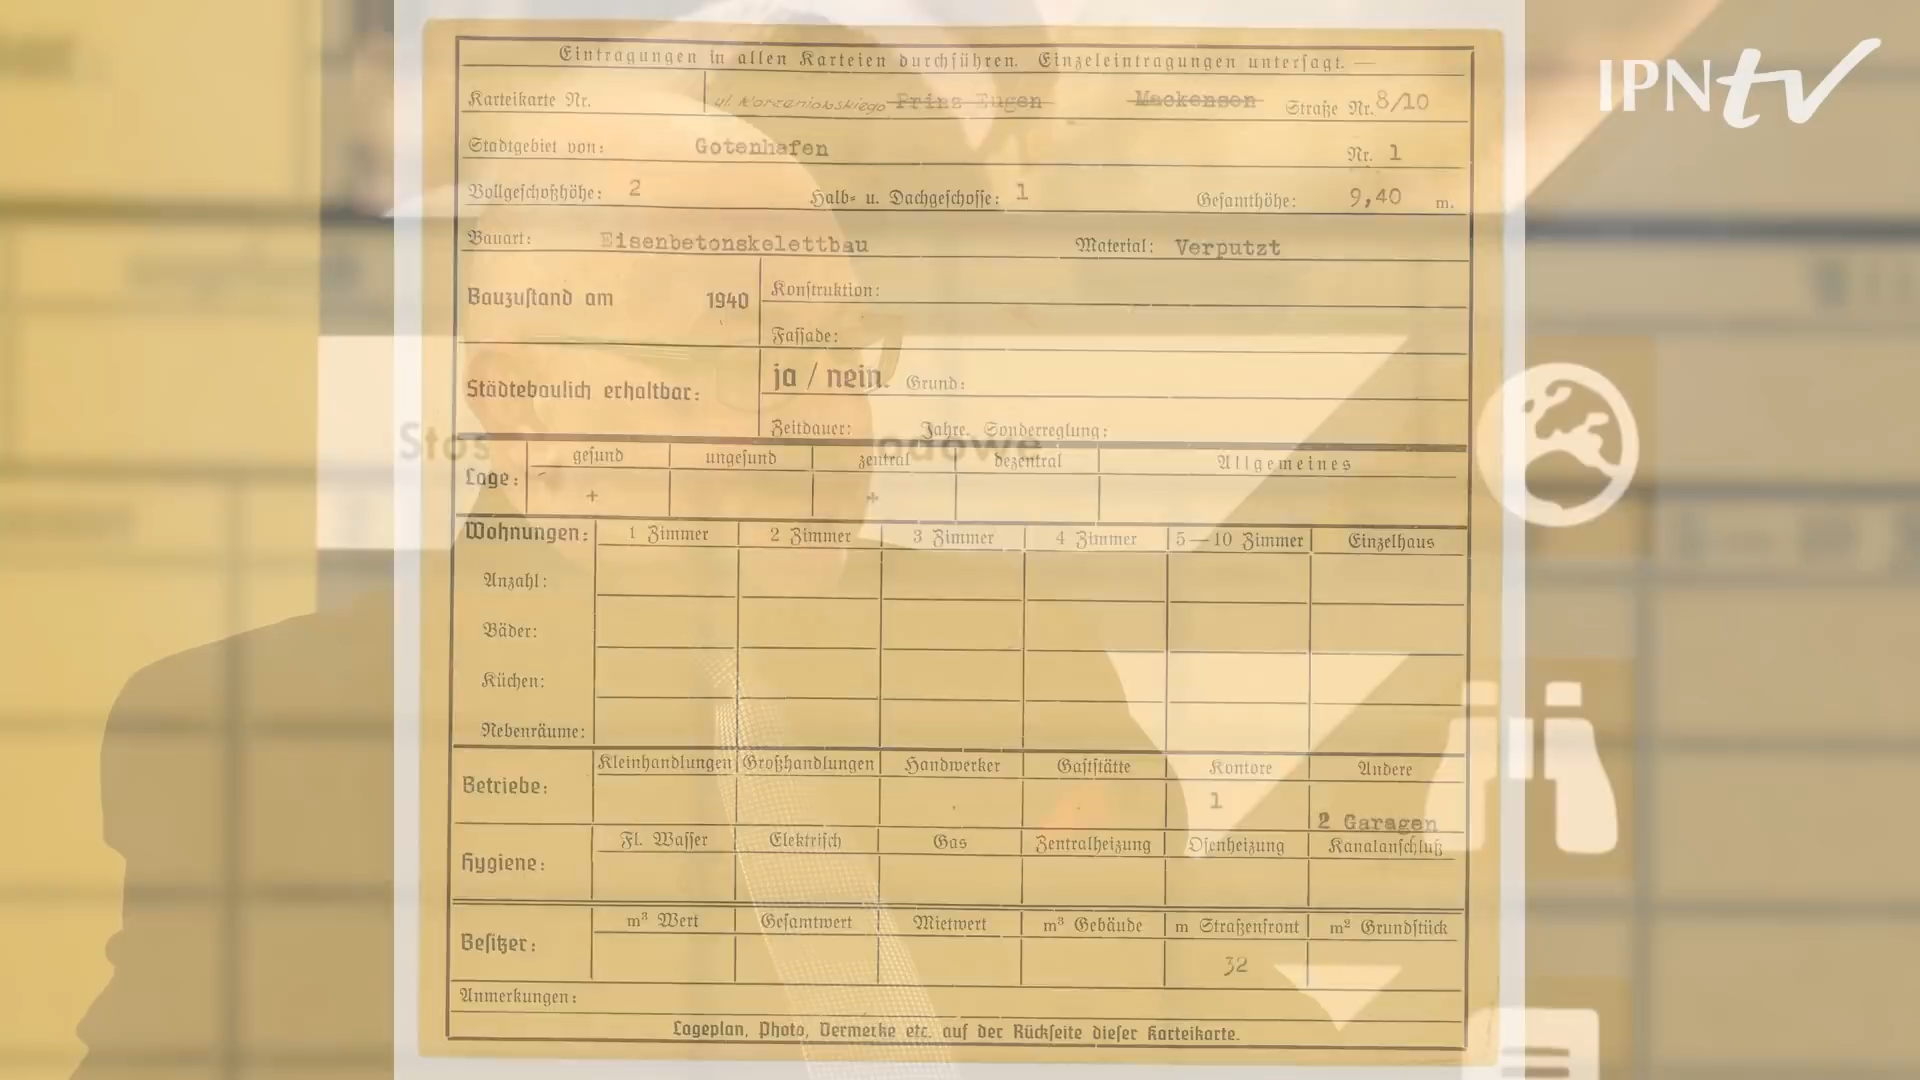 IPNtv
Eintragungen in allen Karteien durchführen. Einzeleintragungen untersagt. —
Karteikarte Nr. ul. Korzeniowskiego Prinz Eugen Mackensen Straße Nr. 8/10
Stadtgebiet von: Gotenhafen Nr. 1
Vollgeschoßhöhe: 2 Halb- u. Dachgeschosse: 1 Gesamthöhe: 9,40 m.
Bauart: Eisenbetonskelettbau Material: Verputzt
Bauzustand am 1940 Konstruktion:
Fassade:
Städtebaulich erhaltbar: ja / nein. Grund:
Zeitdauer: Jahre. Sonderreglung:
Lage: gesund ungesund zentral dezentral Allgemeines
+ +
Wohnungen: 1 Zimmer 2 Zimmer 3 Zimmer 4 Zimmer 5—10 Zimmer Einzelhaus
Anzahl:
Bäder:
Küchen:
Nebenräume:
Betriebe: Kleinhandlungen Großhandlungen Handwerker Gaststätte Kontore Andere
1 2 Garagen
Hygiene: Fl. Wasser Elektrisch Gas Zentralheizung Ofenheizung Kanalanschluß
Besitzer: m³ Wert Gesamtwert Mietwert m³ Gebäude m Straßenfront m² Grundstück
32
Anmerkungen:
Lageplan, Photo, Vermerke etc. auf der Rückseite dieser Karteikarte.